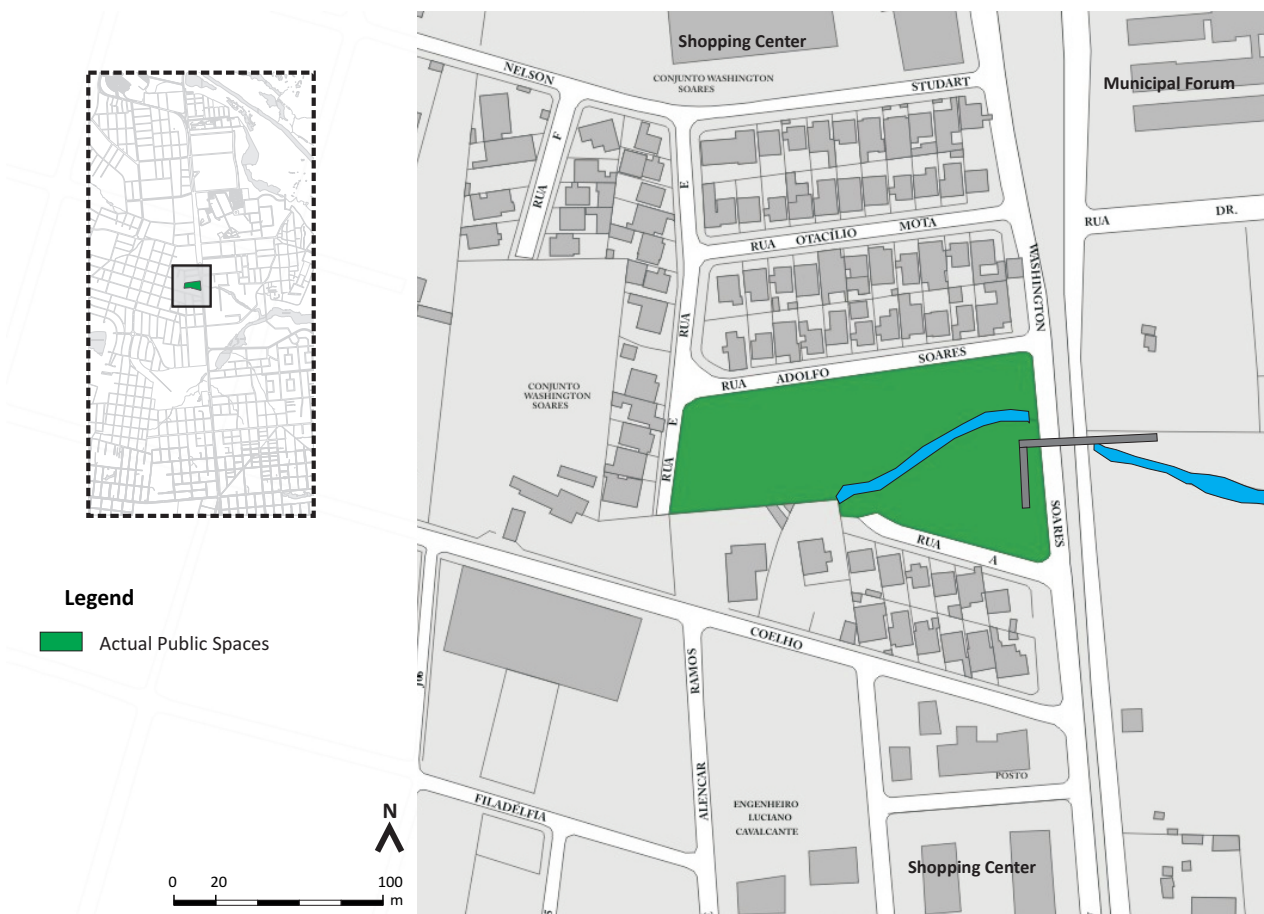 Shopping Center
NELSON
CONJUNTO WASHINGTON
SOARES
STUDART
Municipal Forum
RUA F
E
RUA OTACÍLIO MOTA
RUA DR.
WASHINGTON
RUA
RUA ADOLFO SOARES
CONJUNTO
WASHINGTON
SOARES
RUA E
SOARES
RUA A
Legend
Actual Public Spaces
COELHO
RAMOS
ALENCAR
FILADÉLFIA
POSTO
ENGENHEIRO
LUCIANO
CAVALCANTE
Shopping Center
N
0 20 100
m